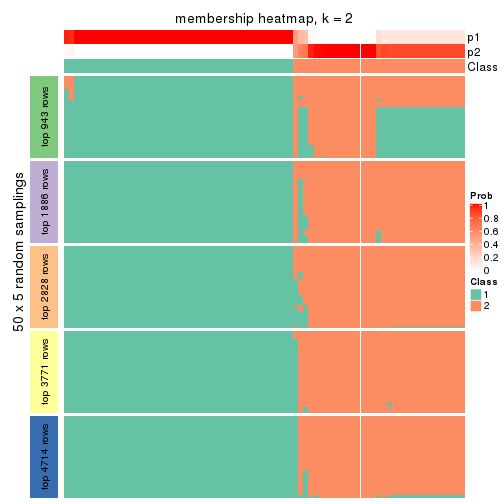 membership heatmap, k = 2
p1
p2
Class
50 x 5 random samplings
top 943 rows
top 1886 rows
top 2828 rows
top 3771 rows
top 4714 rows
Prob
1
0.8
0.6
0.4
0.2
0
Class
1
2